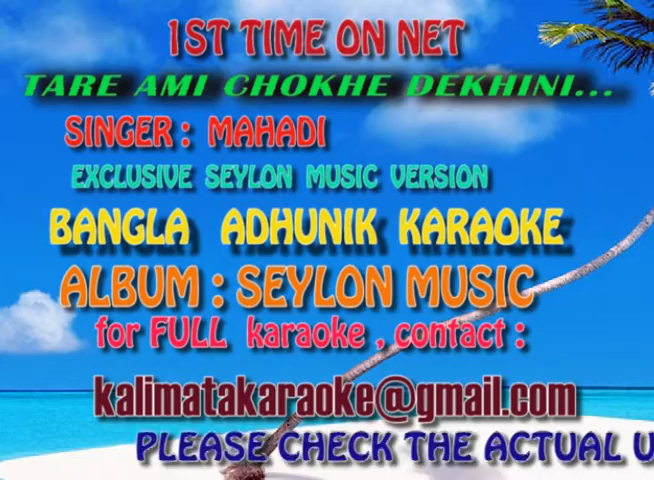 1ST TIME ON NET
TARE AMI CHOKHE DEKHINI...
SINGER : MAHADI
EXCLUSIVE SEYLON MUSIC VERSION
BANGLA ADHUNIK KARAOKE
ALBUM : SEYLON MUSIC
for FULL karaoke , contact :
kalimatakaraoke@gmail.com
PLEASE CHECK THE ACTUAL